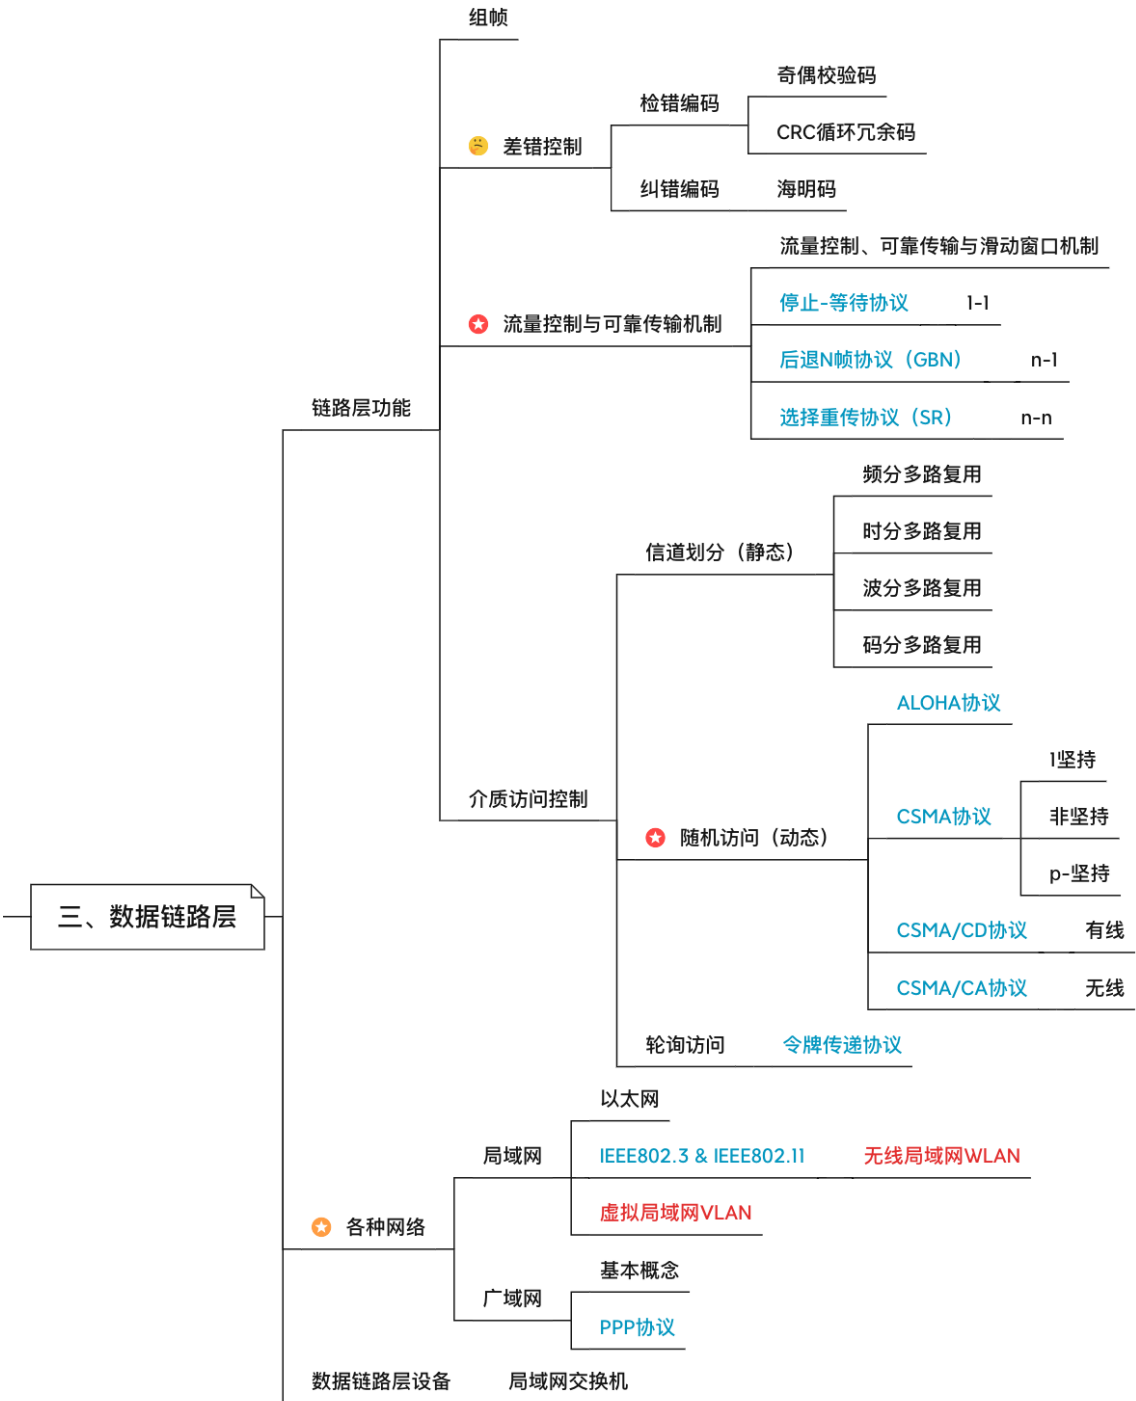 组帧
奇偶校验码
检错编码
CRC循环冗余码
差错控制
纠错编码 海明码
流量控制、可靠传输与滑动窗口机制
停止-等待协议 1-1
流量控制与可靠传输机制
后退N帧协议（GBN） n-1
链路层功能
选择重传协议（SR） n-n
频分多路复用
时分多路复用
信道划分（静态）
波分多路复用
码分多路复用
ALOHA协议
1坚持
介质访问控制
CSMA协议 非坚持
随机访问（动态）
p-坚持
三、数据链路层
CSMA/CD协议 有线
CSMA/CA协议 无线
轮询访问 令牌传递协议
以太网
局域网 IEEE802.3 & IEEE802.11 无线局域网WLAN
虚拟局域网VLAN
各种网络
基本概念
广域网
PPP协议
数据链路层设备 局域网交换机